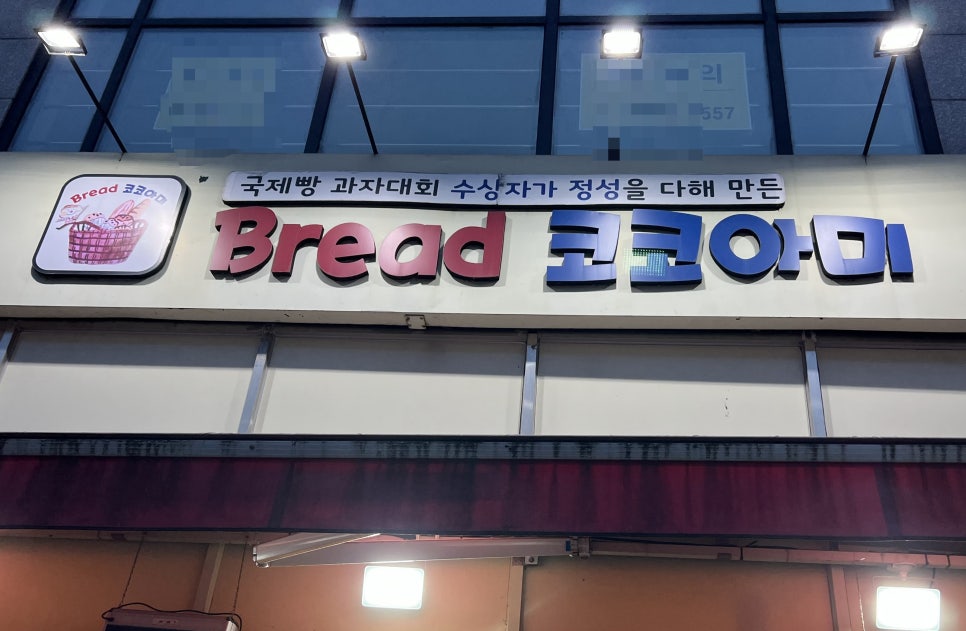 의
557
Bread 코코아미
국제빵 과자대회 수상자가 정성을 다해 만든
Bread 코코아미